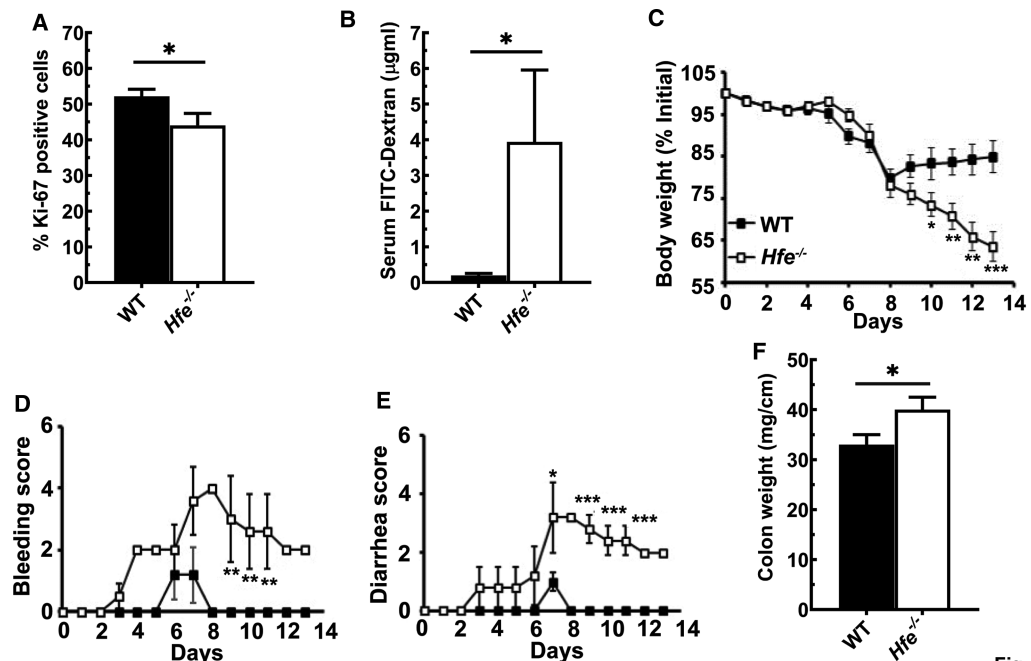 A
% Ki-67 positive cells
70
60
50
40
30
20
10
0
*
WT
Hfe-/-
B
Serum FITC-Dextran (µgml)
7
6
5
4
3
2
1
0
*
WT
Hfe-/-
C
Body weight (% Initial)
105
95
85
75
65
55
WT
Hfe-/-
* ** ** ***
0 2 4 6 8 10 12 14
Days
D
Bleeding score
6
4
2
0
** ** **
0 2 4 6 8 10 12 14
Days
E
Diarrhea score
6
4
2
0
* *** *** ***
0 2 4 6 8 10 12 14
Days
F
Colon weight (mg/cm)
50
40
30
20
10
0
*
WT
Hfe-/-